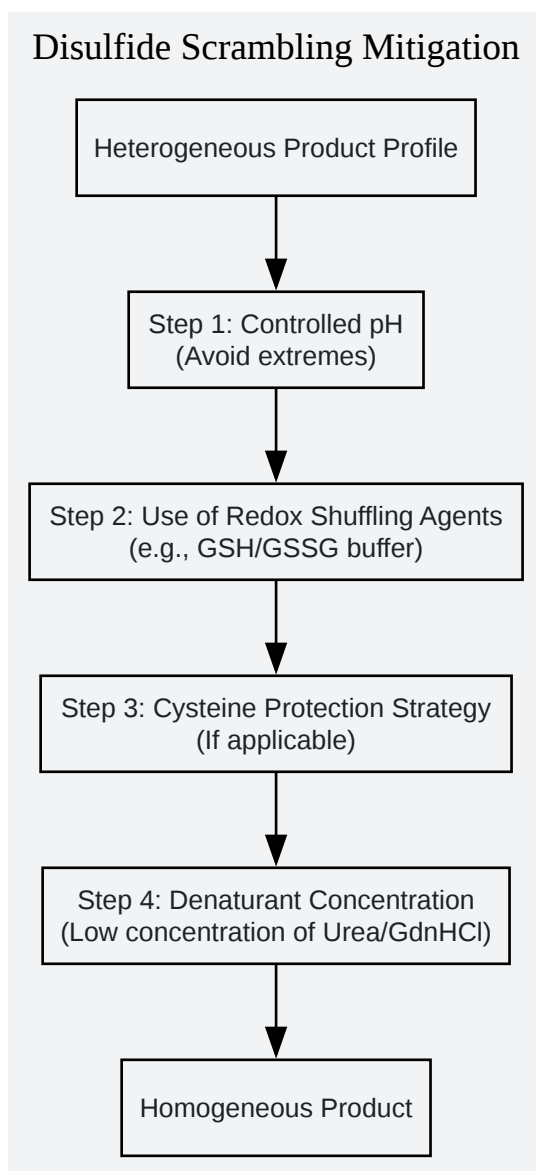 Disulfide Scrambling Mitigation
Heterogeneous Product Profile
Step 1: Controlled pH
(Avoid extremes)
Step 2: Use of Redox Shuffling Agents
(e.g., GSH/GSSG buffer)
Step 3: Cysteine Protection Strategy
(If applicable)
Step 4: Denaturant Concentration
(Low concentration of Urea/GdnHCl)
Homogeneous Product